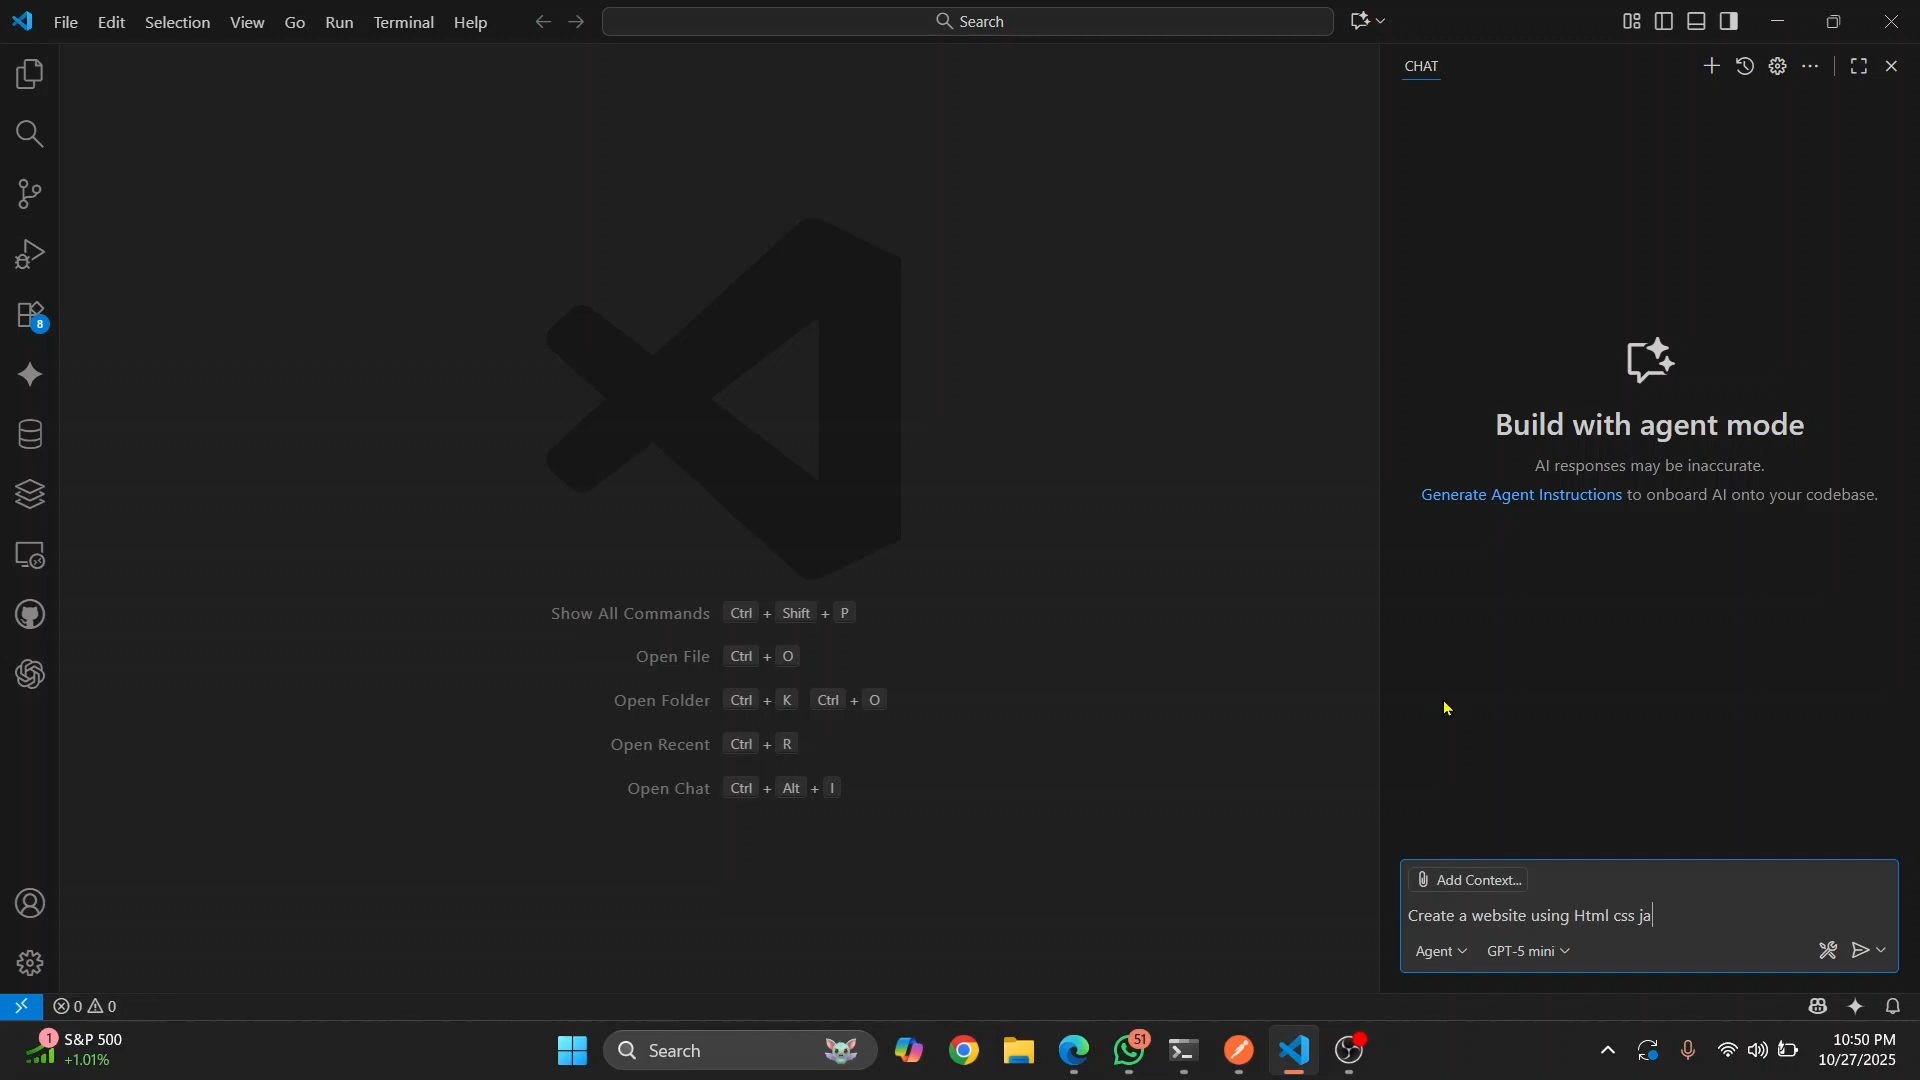 File Edit Selection View Go Run Terminal Help
Search
CHAT
8
Build with agent mode
AI responses may be inaccurate.
Generate Agent Instructions to onboard AI onto your codebase.
Show All Commands Ctrl + Shift + P
Open File Ctrl + O
Open Folder Ctrl + K Ctrl + O
Open Recent Ctrl + R
Open Chat Ctrl + Alt + I
Add Context...
Create a website using Html css ja
Agent GPT-5 mini
0 0
1
S&P 500
+1.01%
Search
51
10:50 PM
10/27/2025